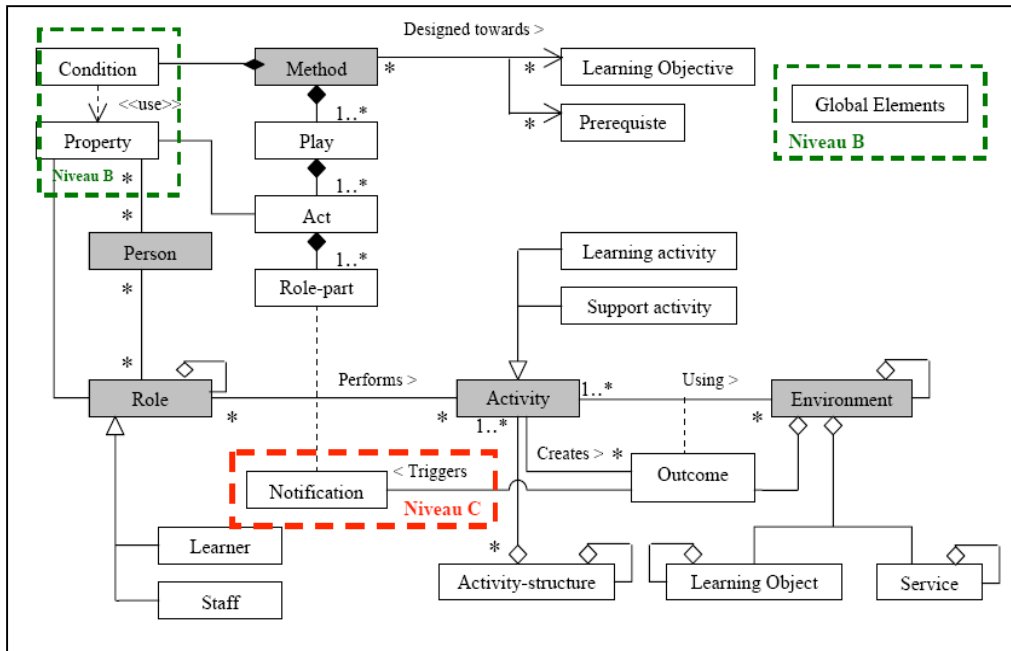 Designed towards >
Condition
Method
*
*
Learning Objective
<<use>>
1..*
*
Prerequiste
Global Elements
Niveau B
Property
Play
Niveau B
*
1..*
*
Act
Person
1..*
Learning activity
*
Role-part
Support activity
*
Performs >
1..*
Using >
Role
Activity
Environment
*
*
1..*
*
Creates >
*
< Triggers
Outcome
Notification
Niveau C
Learner
*
Activity-structure
Learning Object
Service
Staff